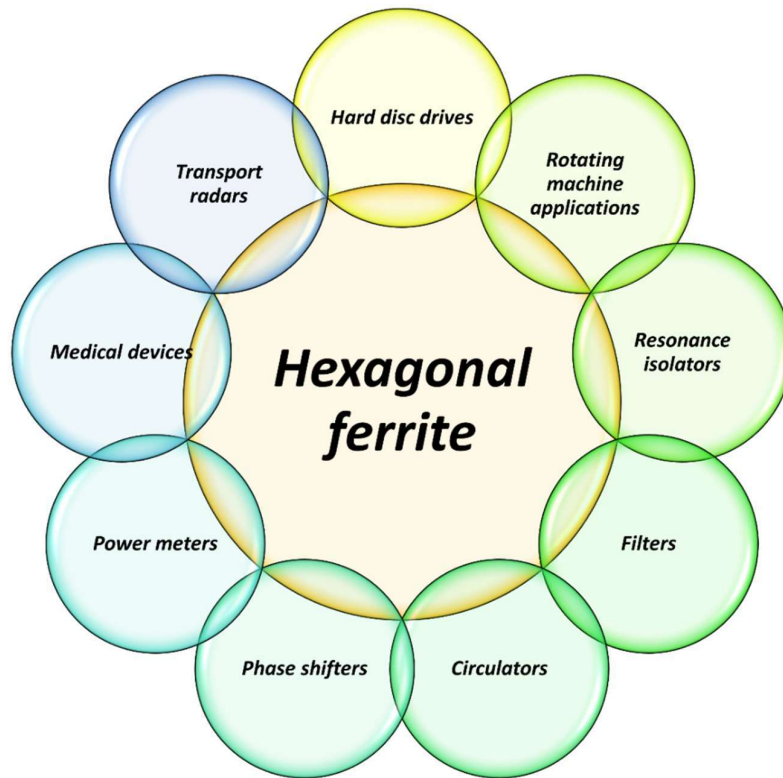 Hard disc drives
Rotating
machine
applications
Resonance
isolators
Filters
Circulators
Phase shifters
Power meters
Medical devices
Transport
radars
Hexagonal
ferrite